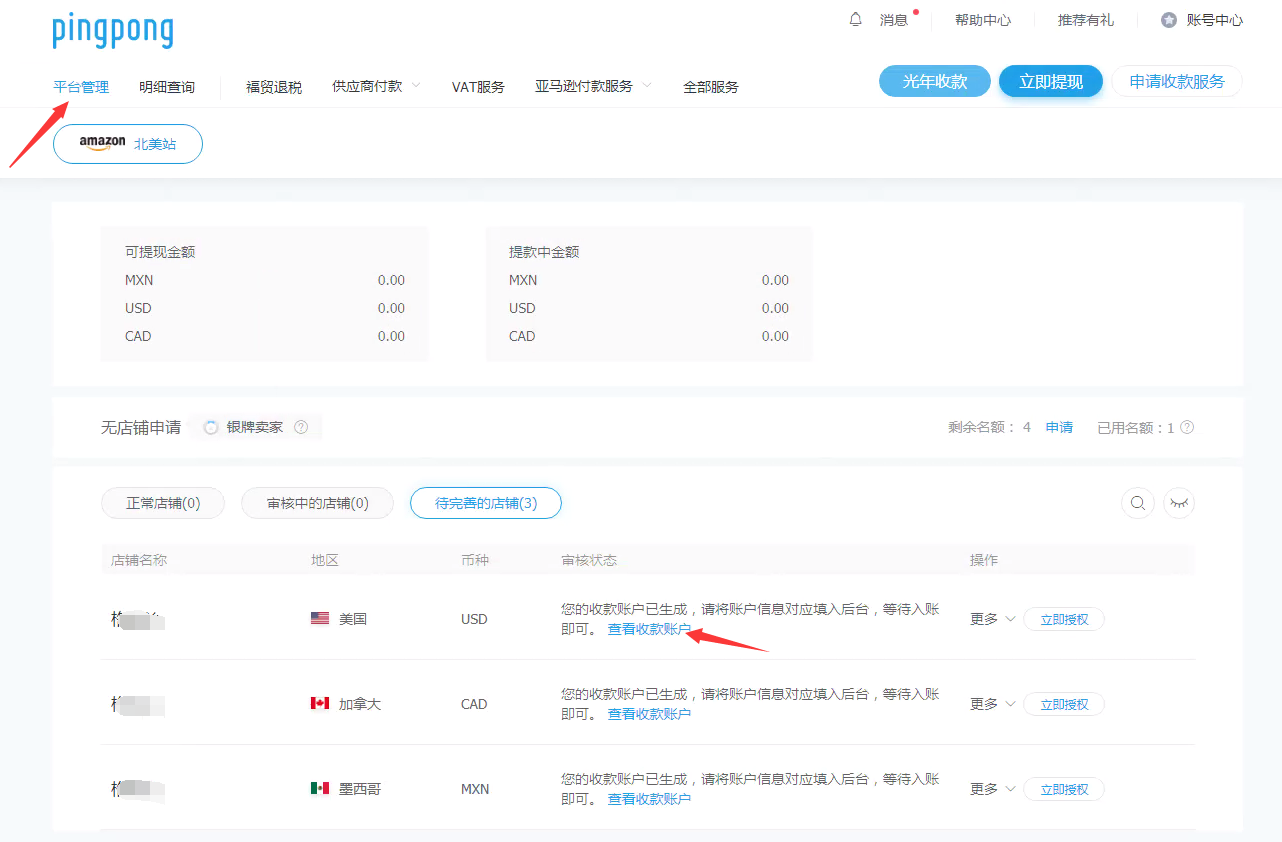 pingpong
消息
帮助中心
推荐有礼
账号中心
平台管理
明细查询
福贸退税
供应商付款
VAT服务
亚马逊付款服务
全部服务
光年收款
立即提现
申请收款服务
amazon 北美站
可提现金额
MXN 0.00
USD 0.00
CAD 0.00
提款中金额
MXN 0.00
USD 0.00
CAD 0.00
无店铺申请 银牌卖家 ?
剩余名额： 4 申请 已用名额：1 ?
正常店铺(0) 审核中的店铺(0) 待完善的店铺(3)
店铺名称 地区 币种 审核状态 操作
美国 USD 您的收款账户已生成，请将账户信息对应填入后台，等待入账 更多 立即授权
即可。 查看收款账户
加拿大 CAD 您的收款账户已生成，请将账户信息对应填入后台，等待入账 更多 立即授权
即可。 查看收款账户
墨西哥 MXN 您的收款账户已生成，请将账户信息对应填入后台，等待入账 更多 立即授权
即可。 查看收款账户